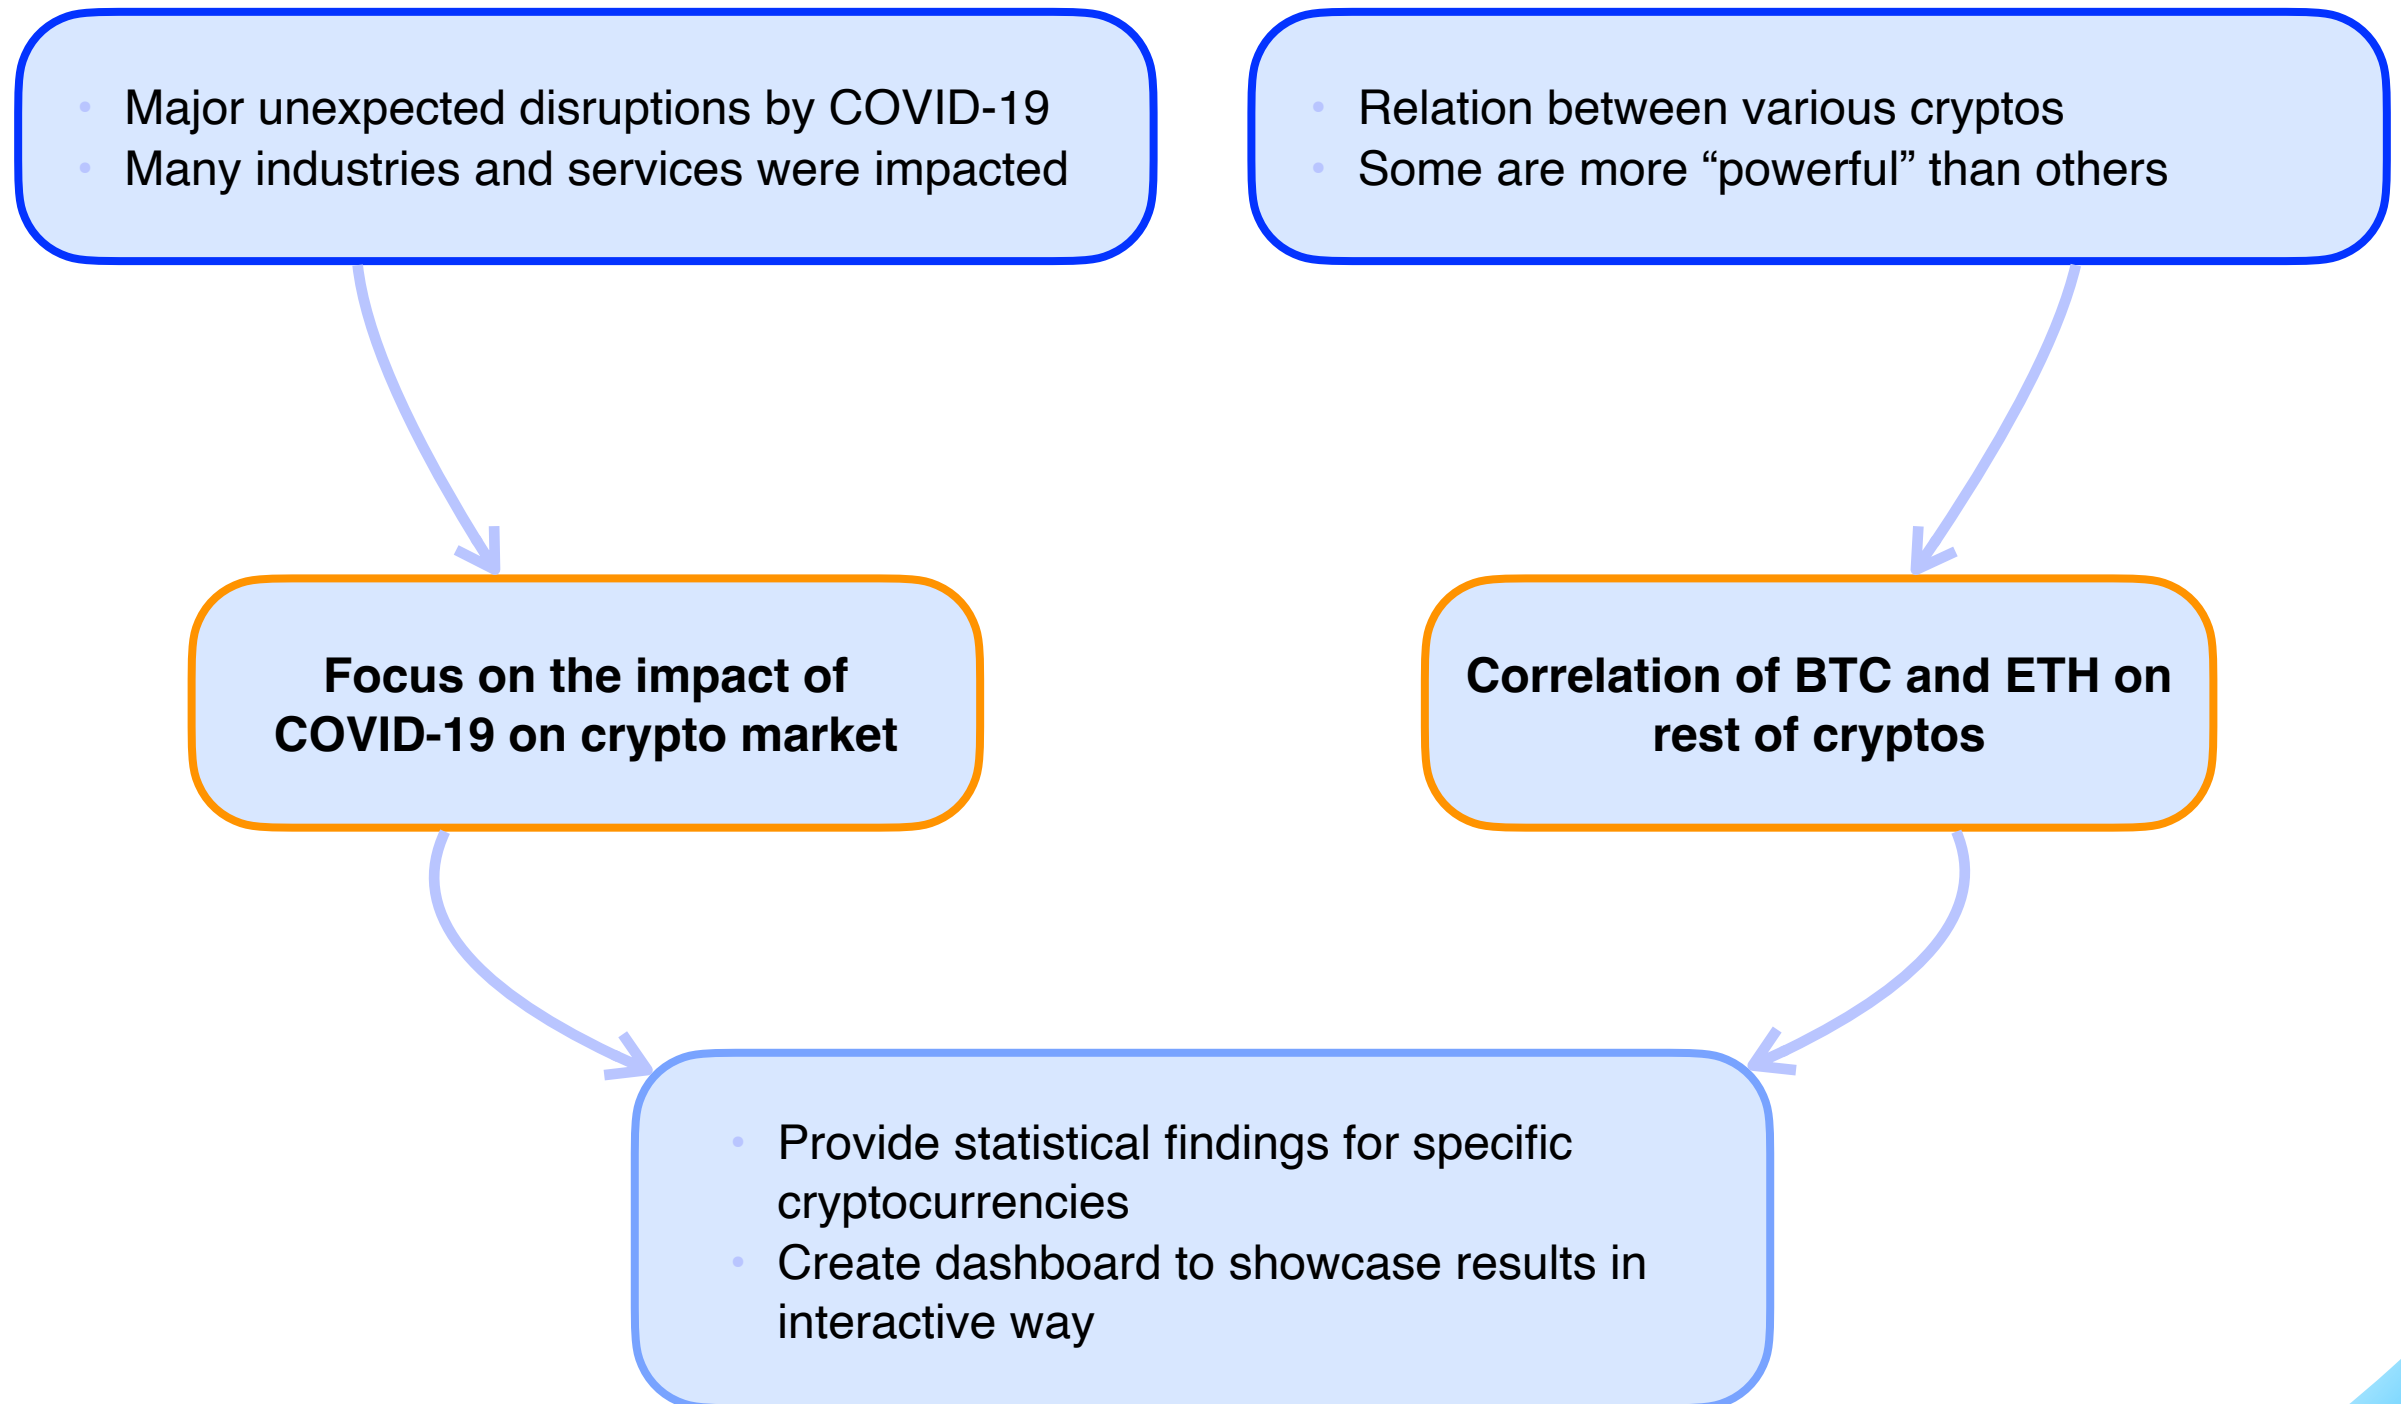 • Major unexpected disruptions by COVID-19
• Many industries and services were impacted
• Relation between various cryptos
• Some are more “powerful” than others
Focus on the impact of
COVID-19 on crypto market
Correlation of BTC and ETH on
rest of cryptos
• Provide statistical findings for specific
cryptocurrencies
• Create dashboard to showcase results in
interactive way